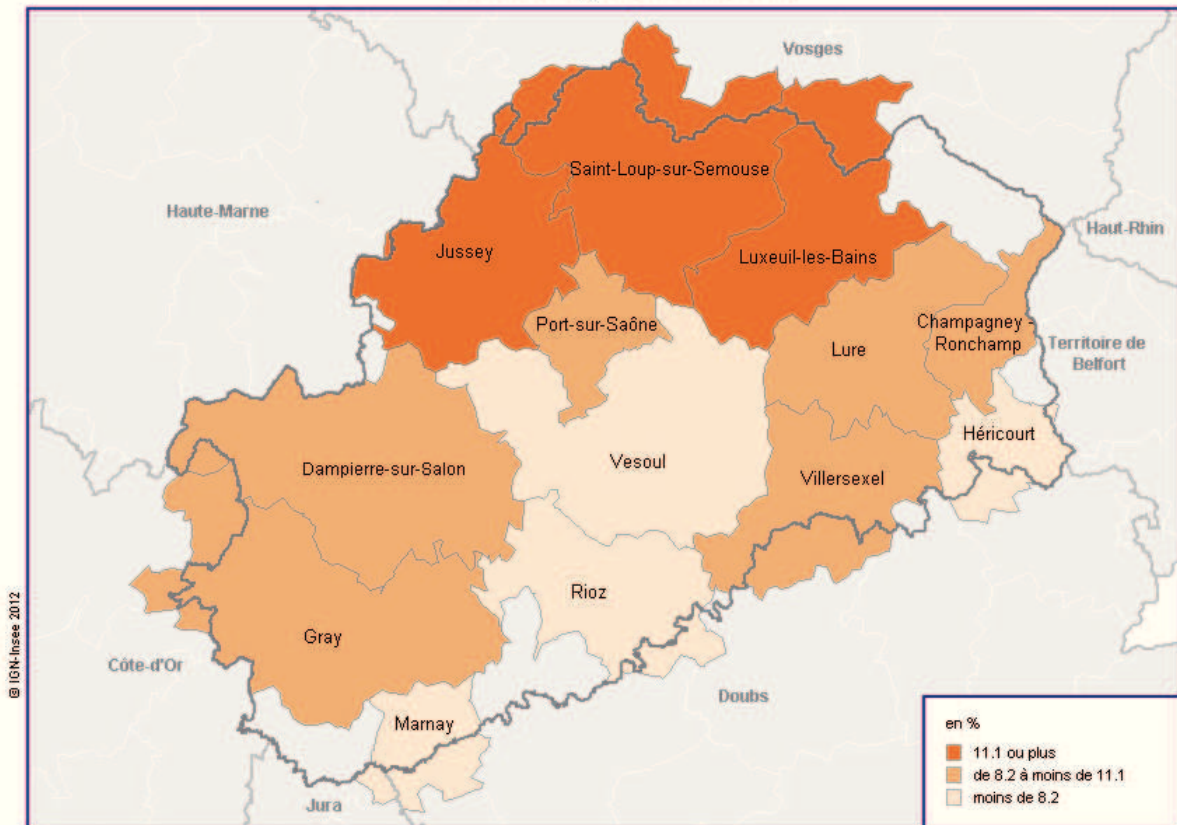 Vosges
Saint-Loup-sur-Semouse
Haute-Marne
Haut-Rhin
Jussey
Luxeuil-les-Bains
Port-sur-Saône
Champagney -
Ronchamp
Lure
Territoire de
Belfort
Héricourt
Vesoul
Dampierre-sur-Salon
Villersexel
Rioz
Gray
Côte-d'Or
Doubs
Marnay
Jura
© IGN-Insee 2012
en %
11.1 ou plus
de 8.2 à moins de 11.1
moins de 8.2